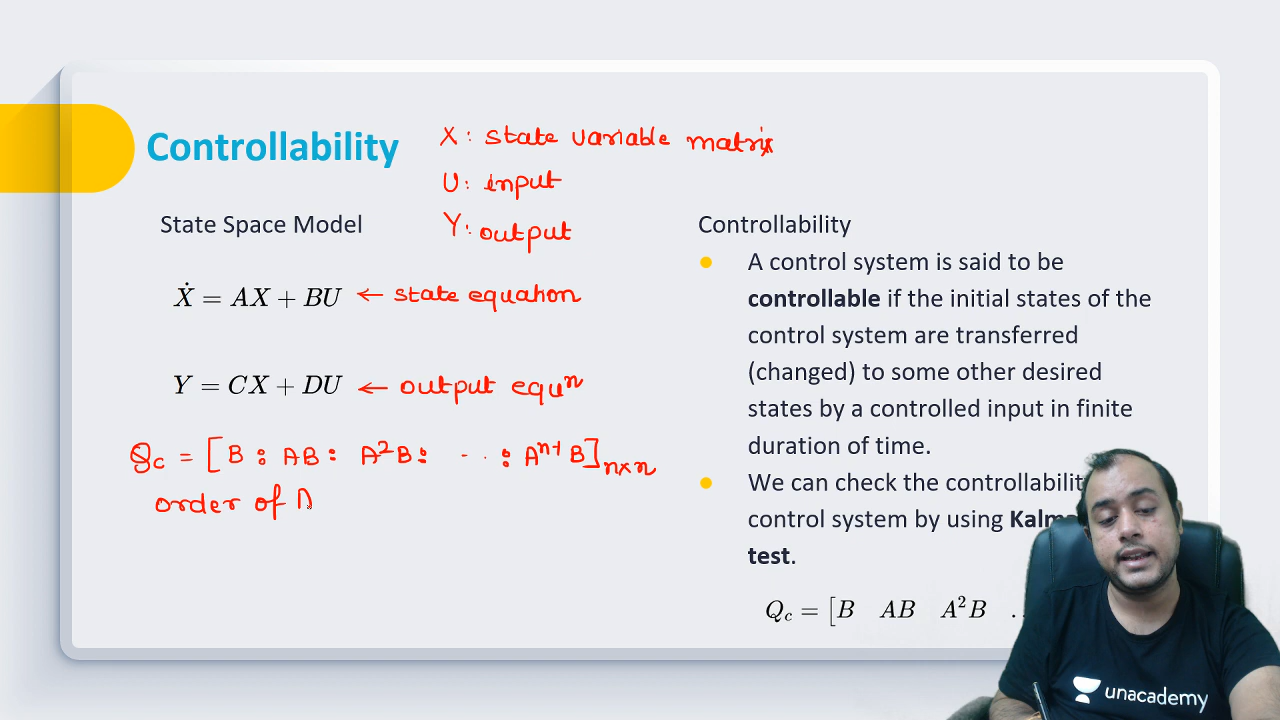 Controllability
X: state variable matrix
U: input
Y: output
State Space Model
Ẋ = AX + BU ← state equation
Y = CX + DU ← output equⁿ
Qc = [B : AB : A²B : - - : Aⁿ⁻¹ B]n×n
order of
Controllability
A control system is said to be
controllable if the initial states of the
control system are transferred
(changed) to some other desired
states by a controlled input in finite
duration of time.
We can check the
control system by using
test.
Qc = [B AB A²B ..
unacademy